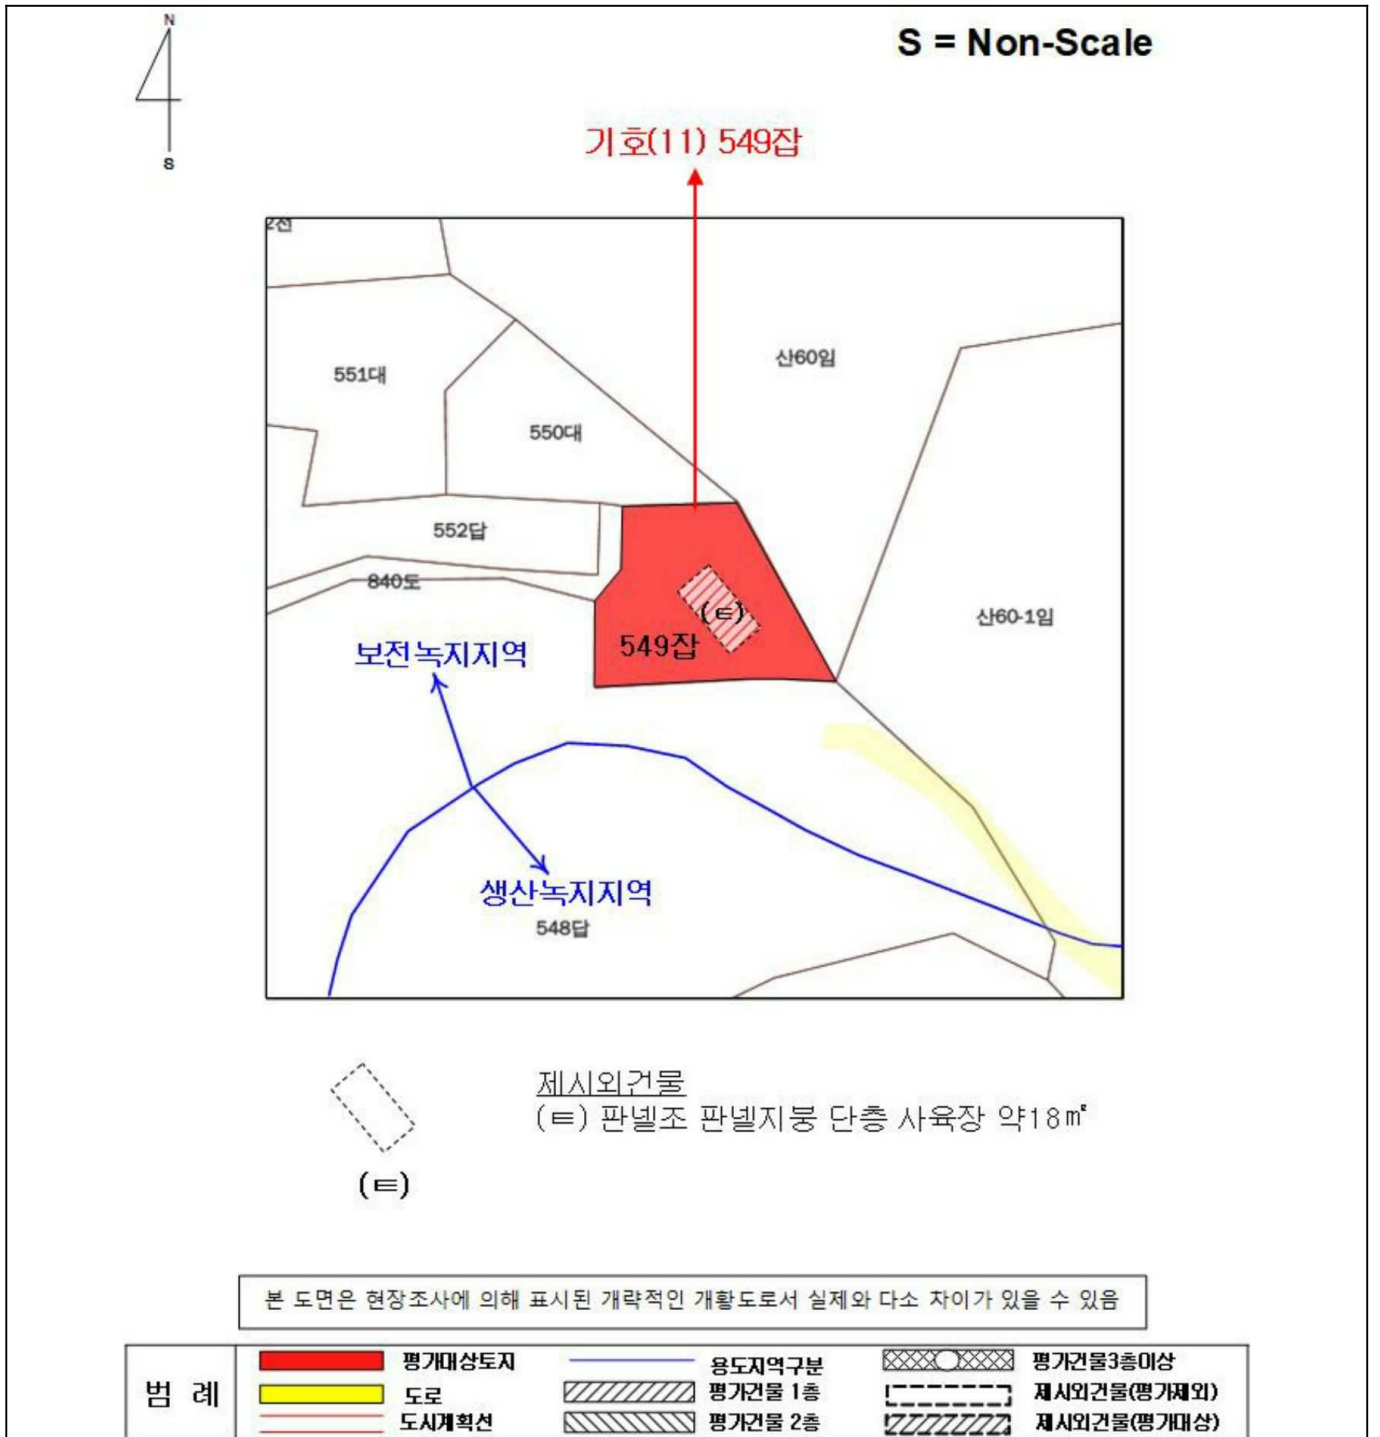 N
S = Non-Scale
S
기호(11) 549잡
2전
산60임
551대
550대
552답
840도
(ㅌ)
산60-1임
549잡
보전녹지지역
생산녹지지역
548답
제시외건물
(ㅌ) 판넬조 판넬지붕 단층 사육장 약18㎡
(ㅌ)
본 도면은 현장조사에 의해 표시된 개략적인 개황도로서 실제와 다소 차이가 있을 수 있음
범 례
평가대상토지 용도지역구분 평가건물3층이상
도로 평가건물 1층 제시외건물(평가제외)
도시계획선 평가건물 2층 제시외건물(평가대상)